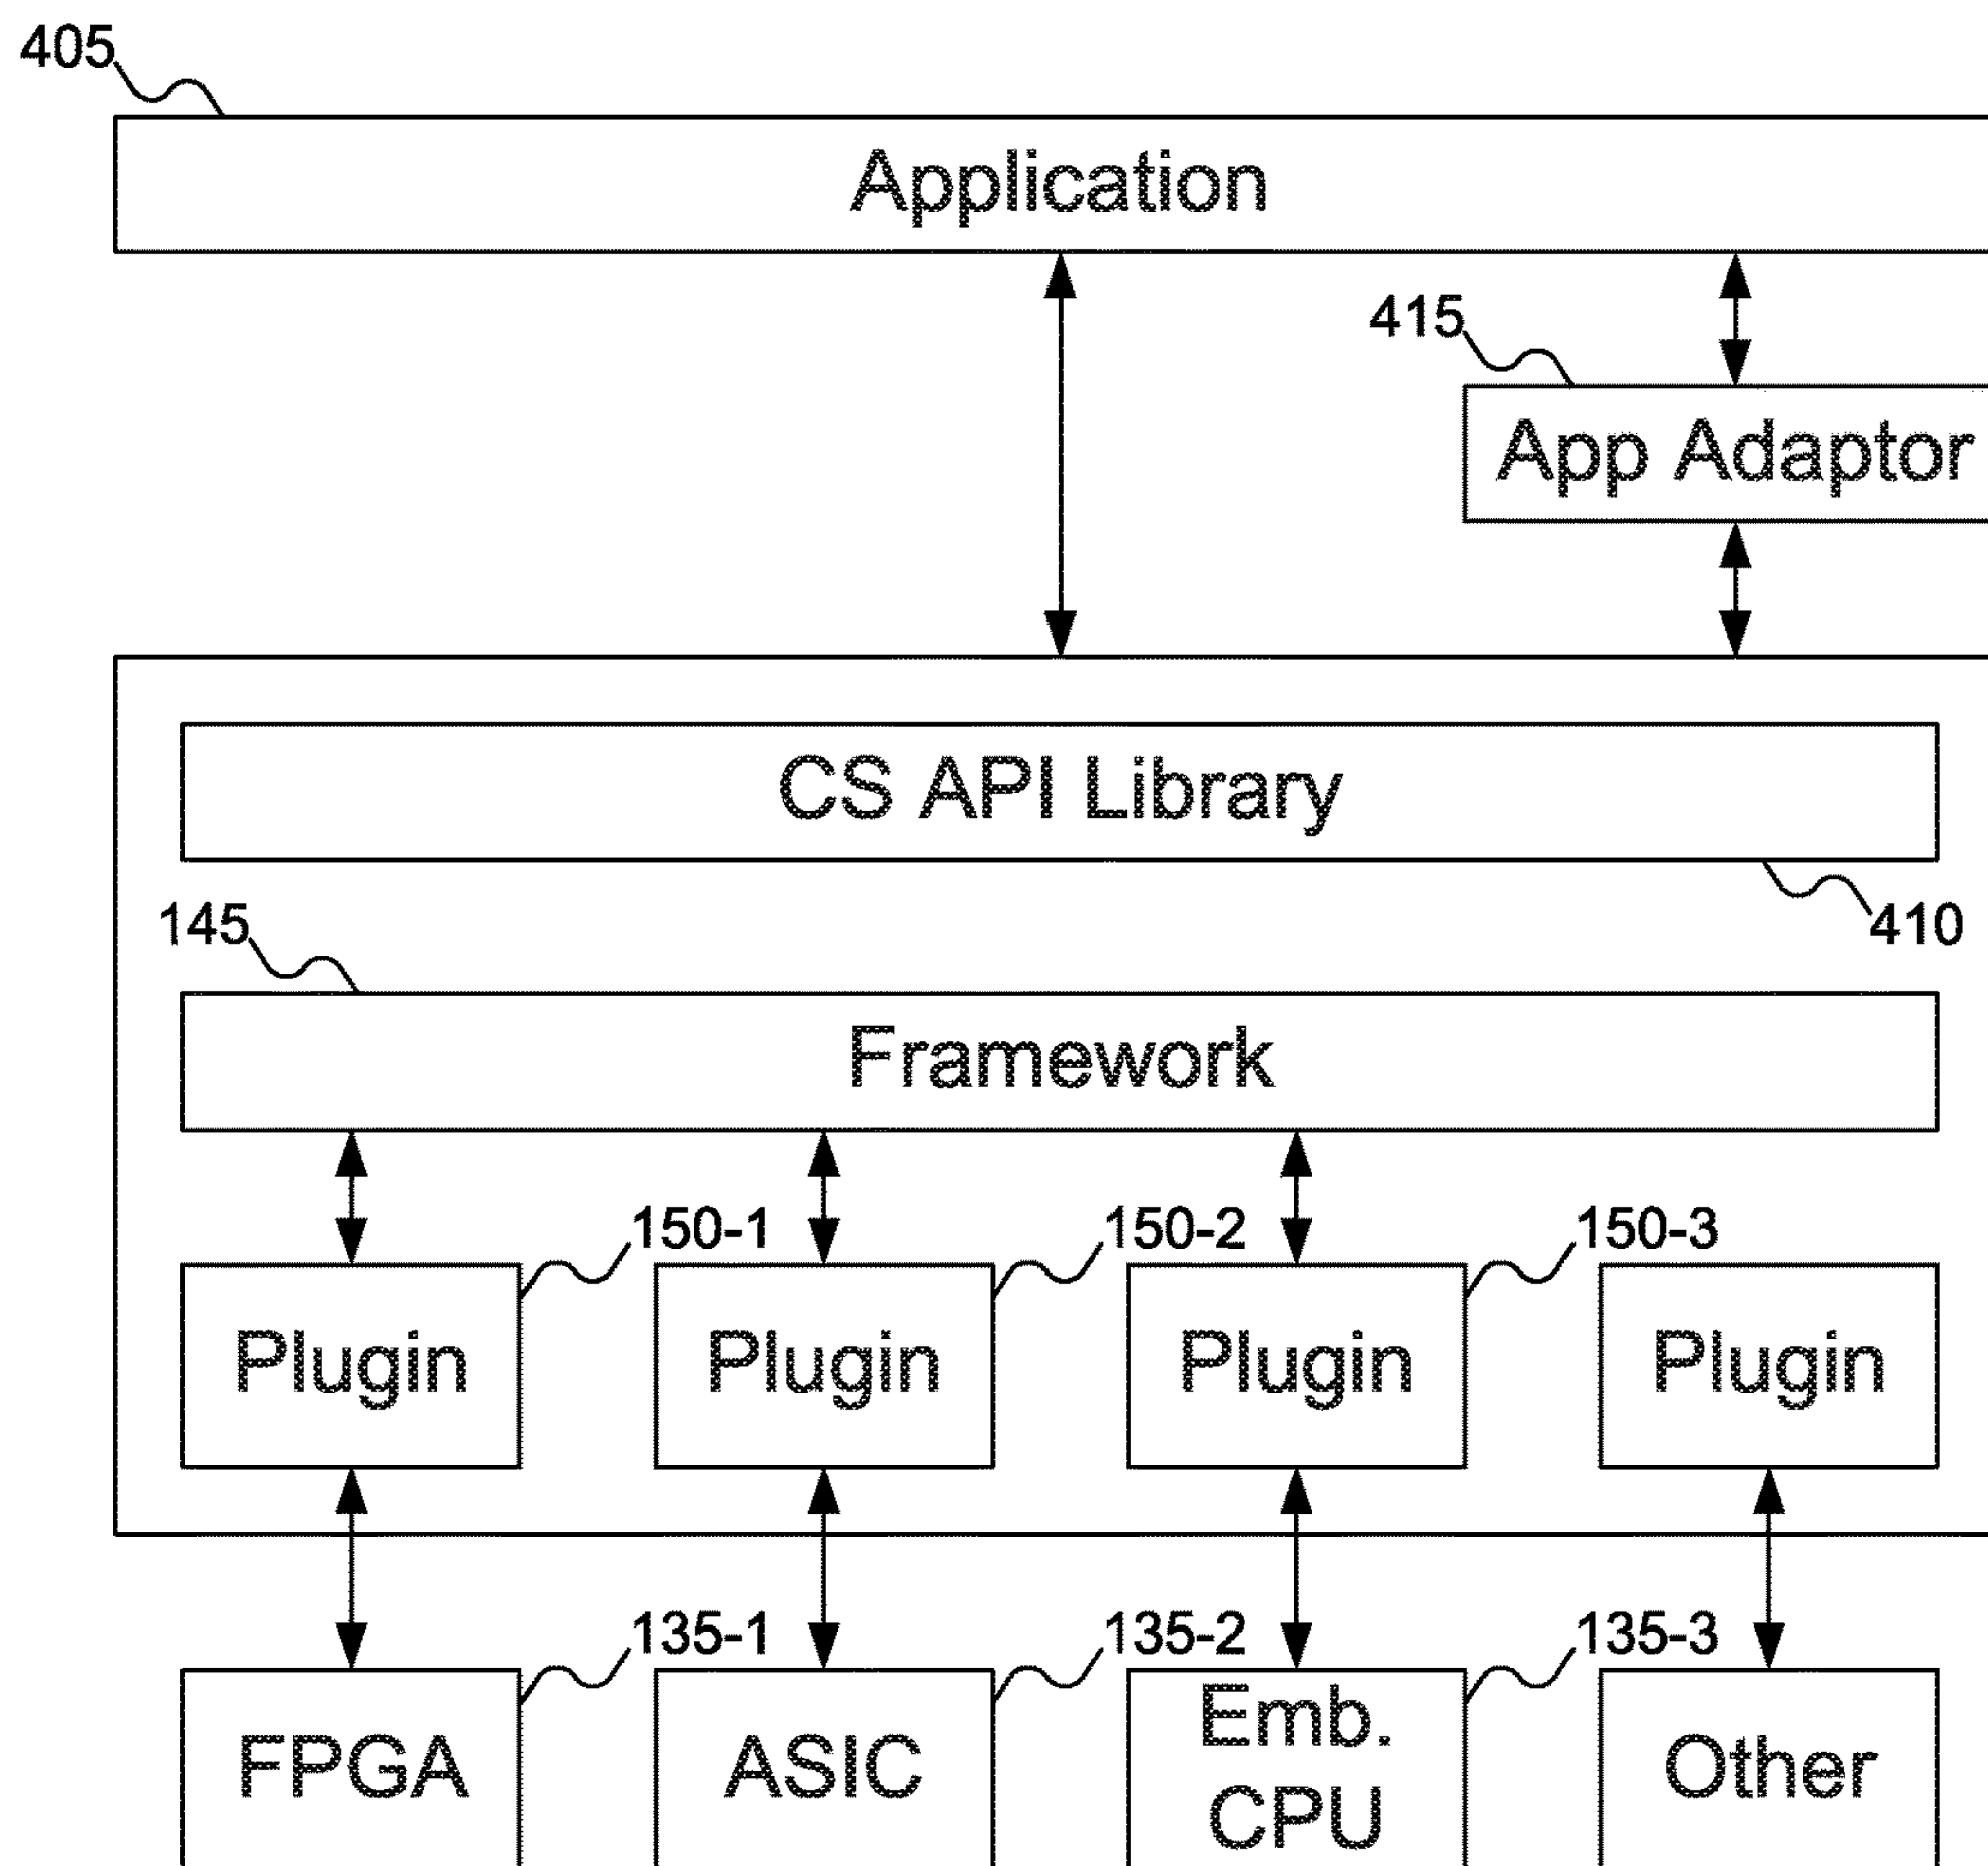 405
Application
415
App Adaptor
CS API Library
410
145
Framework
150-1
150-2
150-3
Plugin
Plugin
Plugin
Plugin
135-1
135-2
135-3
FPGA
ASIC
Emb.
CPU
Other